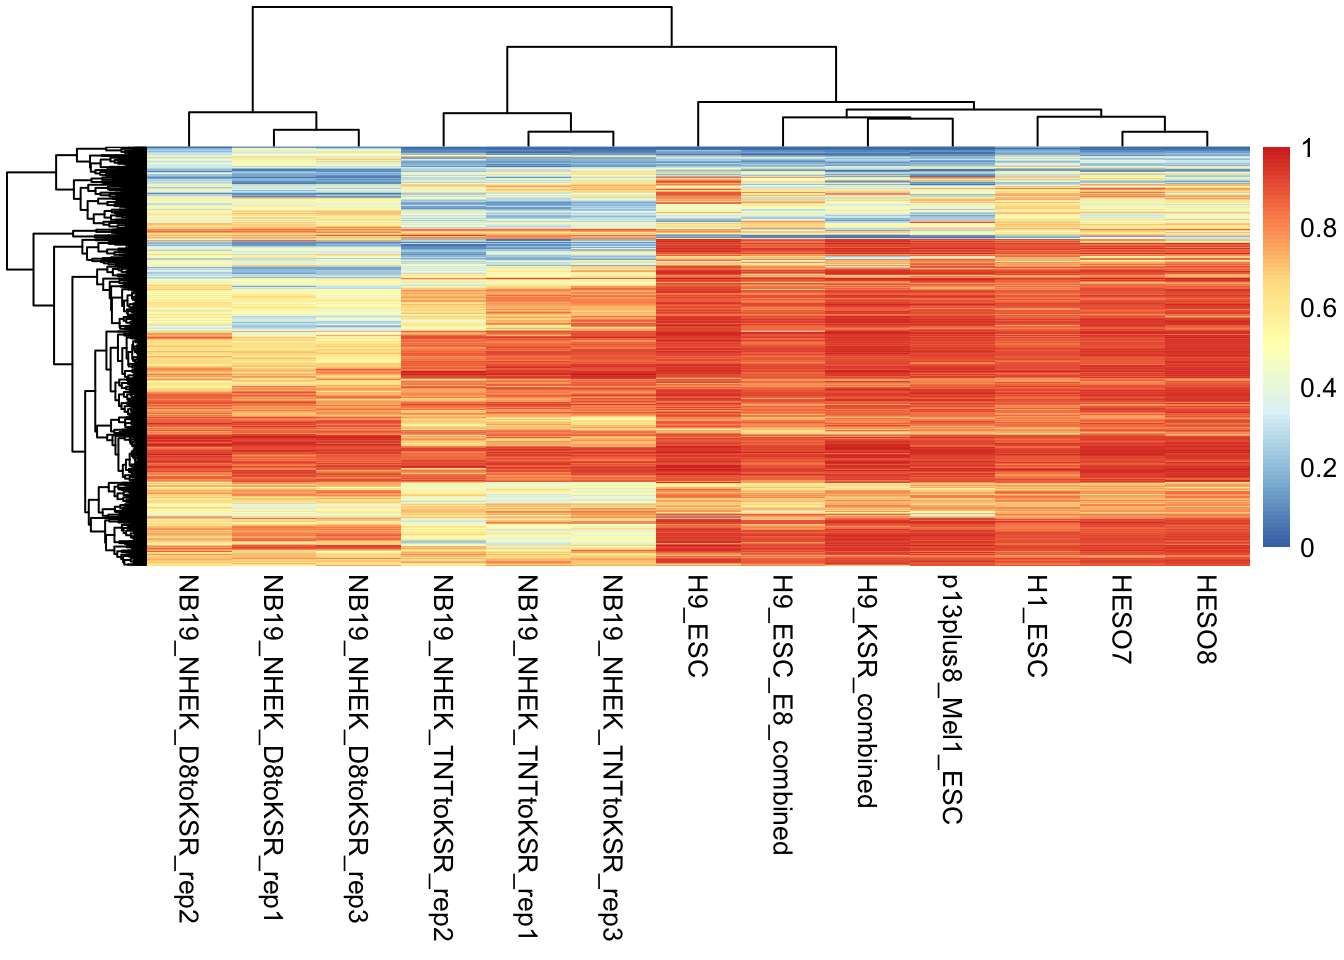 1
0.8
0.6
0.4
0.2
0
NB19_NHEK_D8toKSR_rep2
NB19_NHEK_D8toKSR_rep1
NB19_NHEK_D8toKSR_rep3
NB19_NHEK_TNTtoKSR_rep2
NB19_NHEK_TNTtoKSR_rep1
NB19_NHEK_TNTtoKSR_rep3
H9_ESC
H9_ESC_E8_combined
H9_KSR_combined
p13plus8_Mel1_ESC
H1_ESC
HESO7
HESO8